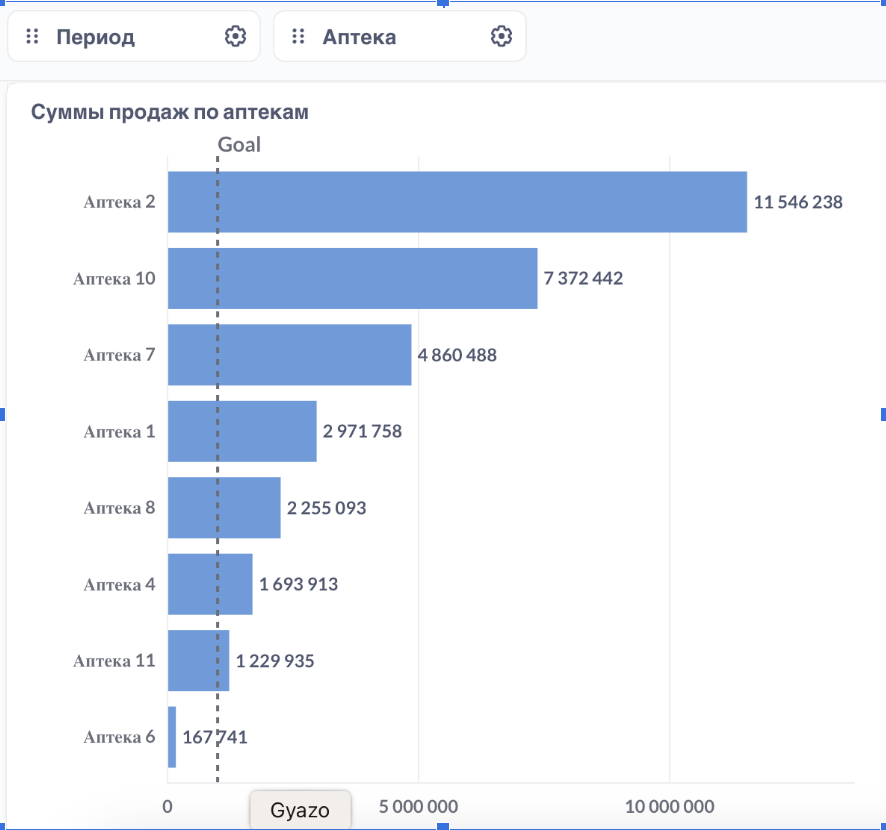 Период
Аптека
Суммы продаж по аптекам
Goal
Аптека 2
11 546 238
Аптека 10
7 372 442
Аптека 7
4 860 488
Аптека 1
2 971 758
Аптека 8
2 255 093
Аптека 4
1 693 913
Аптека 11
1 229 935
Аптека 6
167 741
0
5 000 000
10 000 000
Gyazo